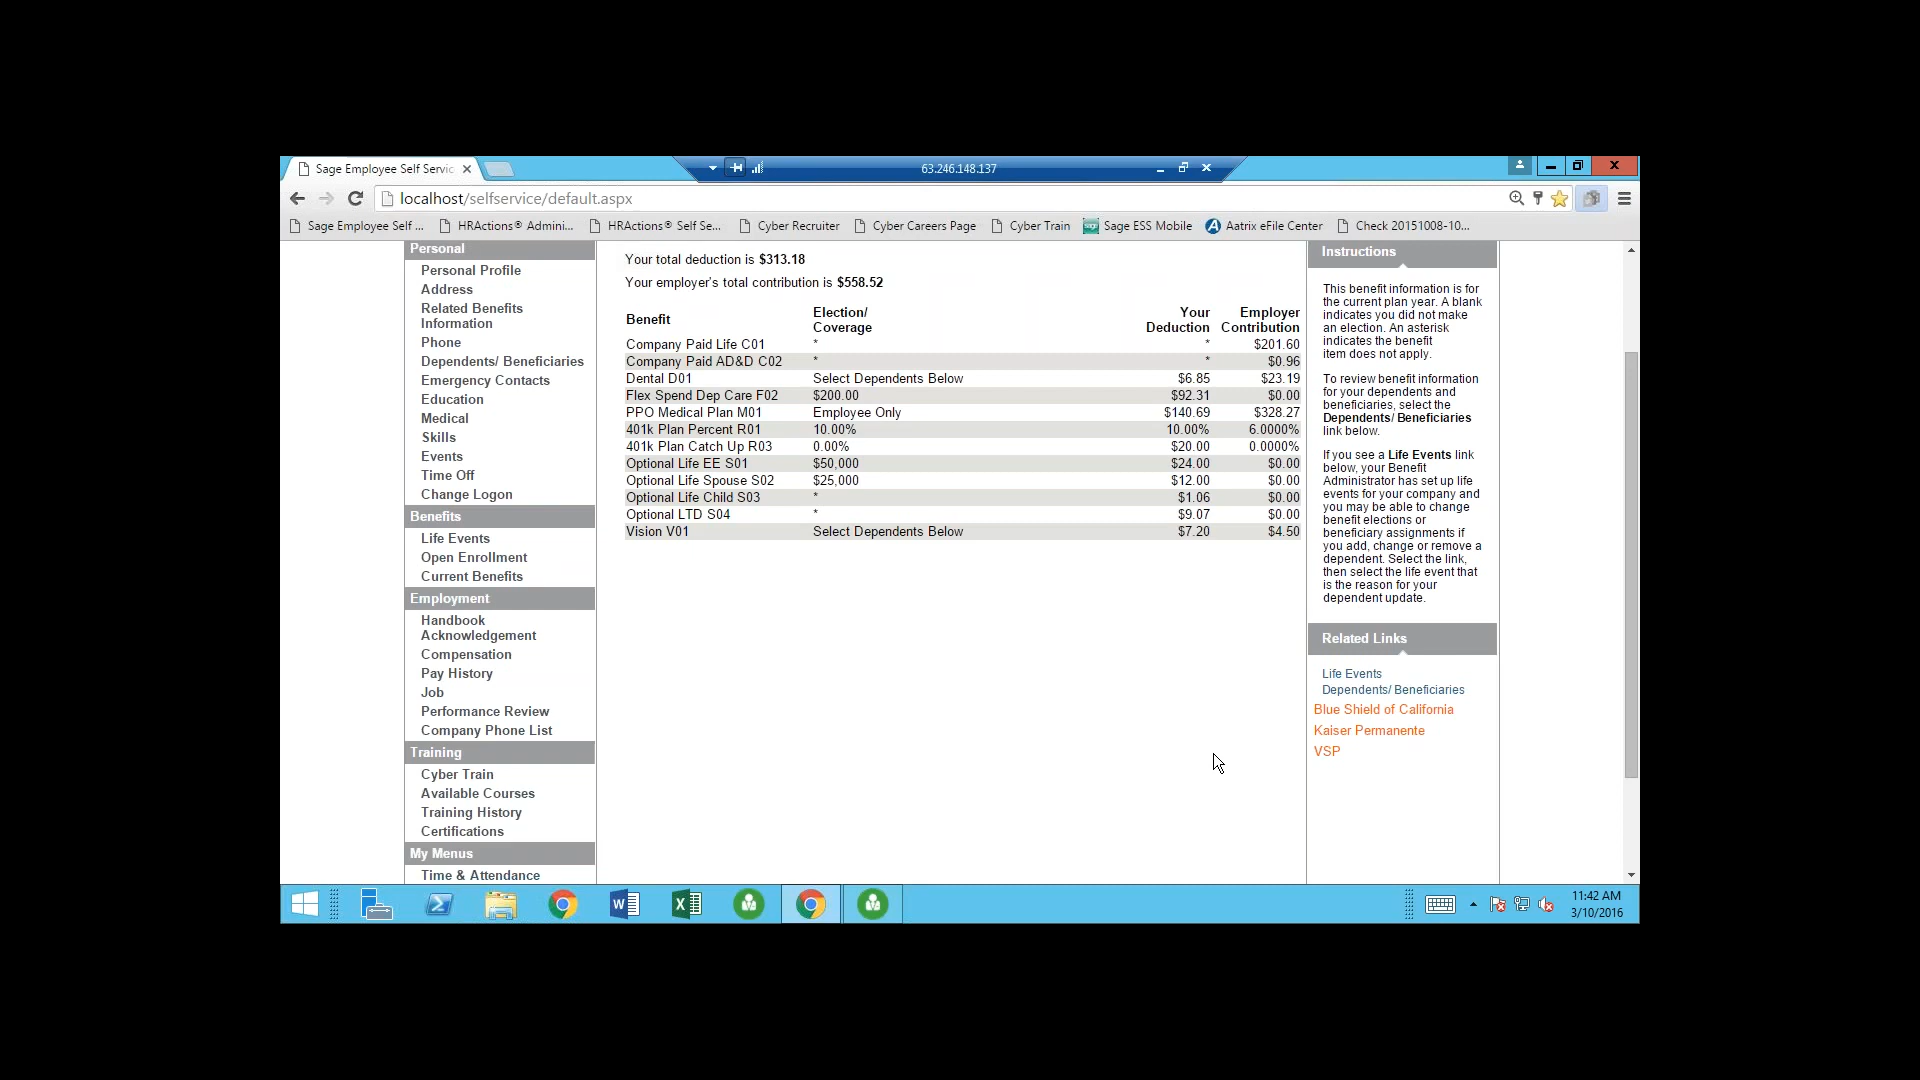 Sage Employee Self Servic
63.246.148.137
localhost/selfservice/default.aspx
Sage Employee Self ... HRActions® Admini... HRActions® Self Se... Cyber Recruiter Cyber Careers Page Cyber Train Sage ESS Mobile Aatrix eFile Center Check 20151008-10...
Personal
Personal Profile
Address
Related Benefits
Information
Phone
Dependents/ Beneficiaries
Emergency Contacts
Education
Medical
Skills
Events
Time Off
Change Logon
Benefits
Life Events
Open Enrollment
Current Benefits
Employment
Handbook
Acknowledgement
Compensation
Pay History
Job
Performance Review
Company Phone List
Training
Cyber Train
Available Courses
Training History
Certifications
My Menus
Time & Attendance
Your total deduction is $313.18
Your employer's total contribution is $558.52
Benefit Election/ Coverage Your Deduction Employer Contribution
Company Paid Life C01 * * $201.60
Company Paid AD&D C02 * * $0.96
Dental D01 Select Dependents Below $6.85 $23.19
Flex Spend Dep Care F02 $200.00 $92.31 $0.00
PPO Medical Plan M01 Employee Only $140.69 $328.27
401k Plan Percent R01 10.00% 10.00% 6.0000%
401k Plan Catch Up R03 0.00% $20.00 0.0000%
Optional Life EE S01 $50,000 $24.00 $0.00
Optional Life Spouse S02 $25,000 $12.00 $0.00
Optional Life Child S03 * $1.06 $0.00
Optional LTD S04 * $9.07 $0.00
Vision V01 Select Dependents Below $7.20 $4.50
Instructions
This benefit information is for
the current plan year. A blank
indicates you did not make
an election. An asterisk
indicates the benefit
item does not apply.
To review benefit information
for your dependents and
beneficiaries, select the
Dependents/ Beneficiaries
link below.
If you see a Life Events link
below, your Benefit
Administrator has set up life
events for your company and
you may be able to change
benefit elections or
beneficiary assignments if
you add, change or remove a
dependent. Select the link,
then select the life event that
is the reason for your
dependent update.
Related Links
Life Events
Dependents/ Beneficiaries
Blue Shield of California
Kaiser Permanente
VSP
11:42 AM
3/10/2016